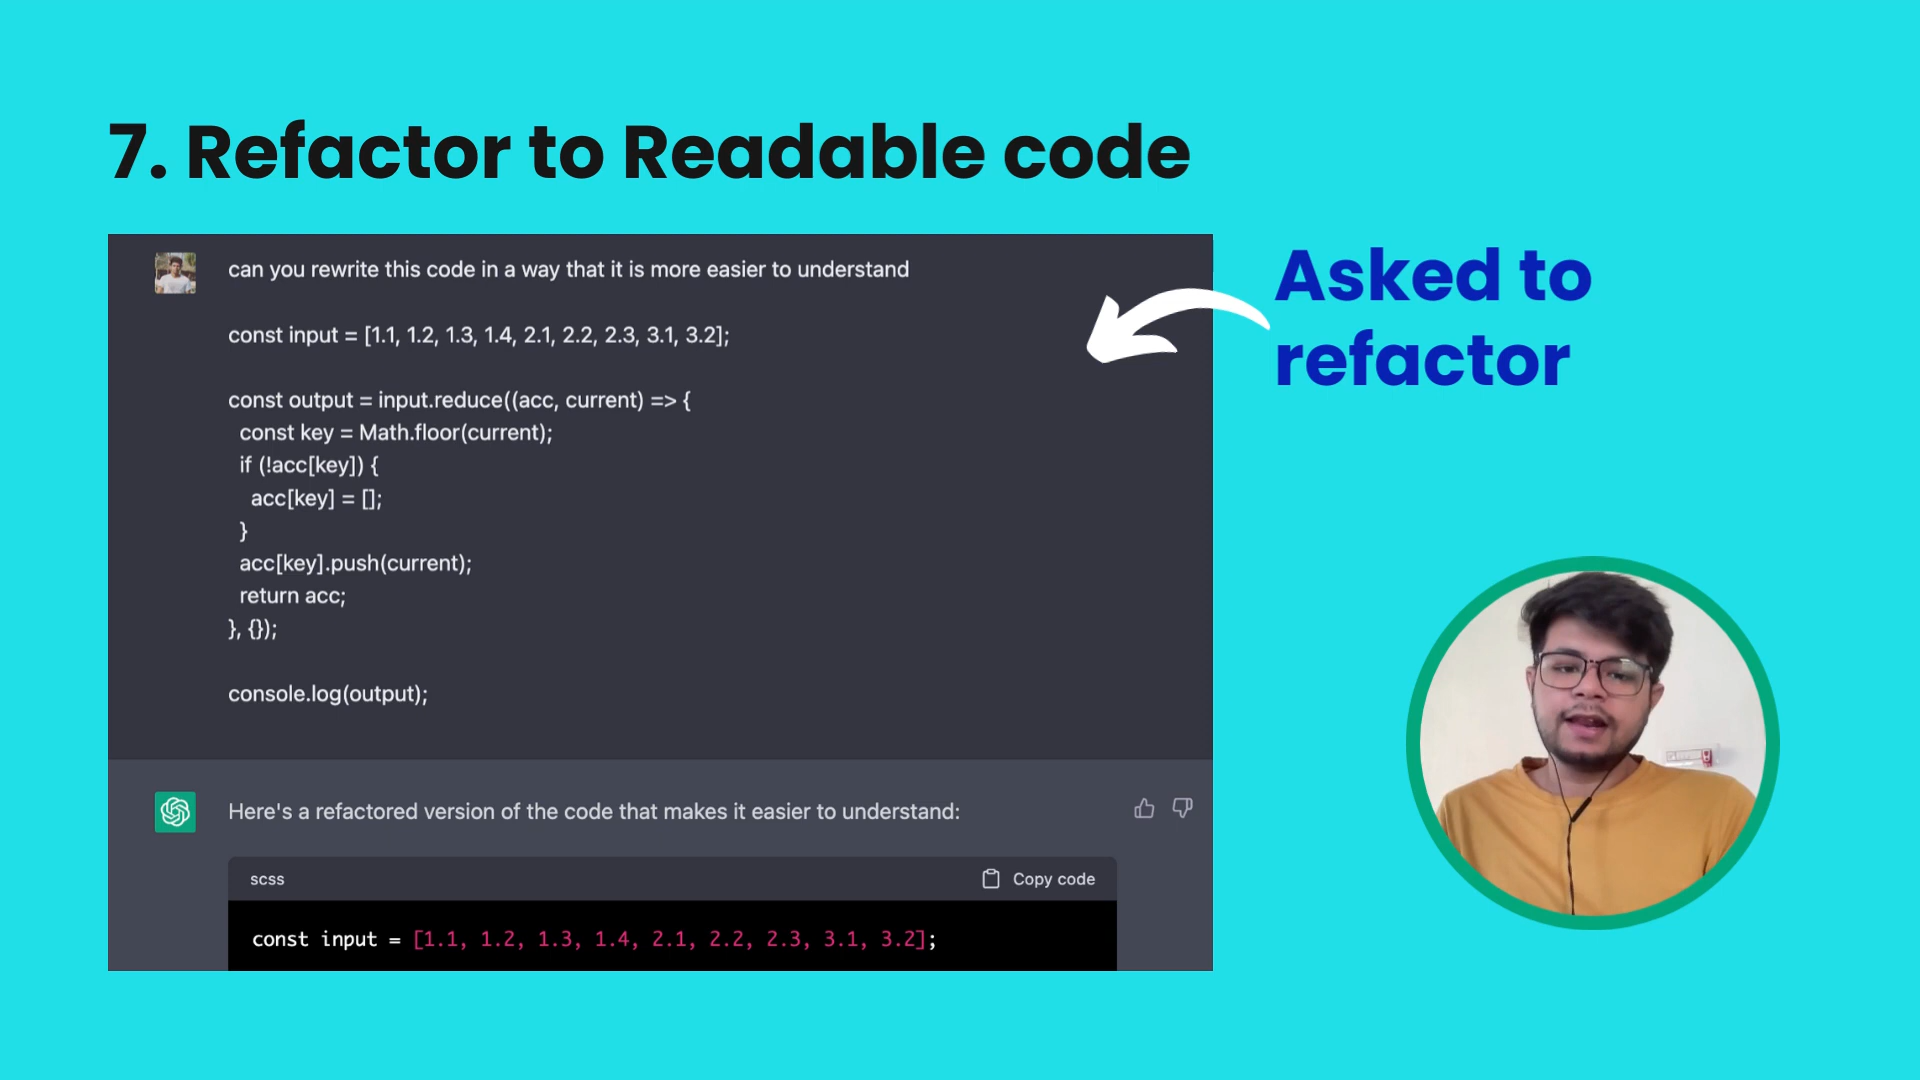 7. Refactor to Readable code
can you rewrite this code in a way that it is more easier to understand
const input = [1.1, 1.2, 1.3, 1.4, 2.1, 2.2, 2.3, 3.1, 3.2];
const output = input.reduce((acc, current) => {
const key = Math.floor(current);
if (!acc[key]) {
acc[key] = [];
}
acc[key].push(current);
return acc;
}, {});
console.log(output);
Here's a refactored version of the code that makes it easier to understand:
scss
Copy code
const input = [1.1, 1.2, 1.3, 1.4, 2.1, 2.2, 2.3, 3.1, 3.2];
Asked to
refactor